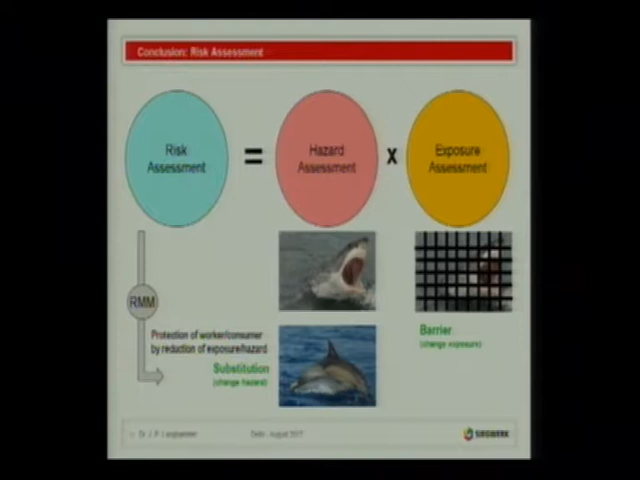 Conclusion: Risk Assessment
Risk
Assessment
=
Hazard
Assessment
x
Exposure
Assessment
RMM
Protection of worker/consumer
by reduction of exposure/hazard
Substitution
(change hazard)
Barrier
(change exposure)
August
SIEGWERK